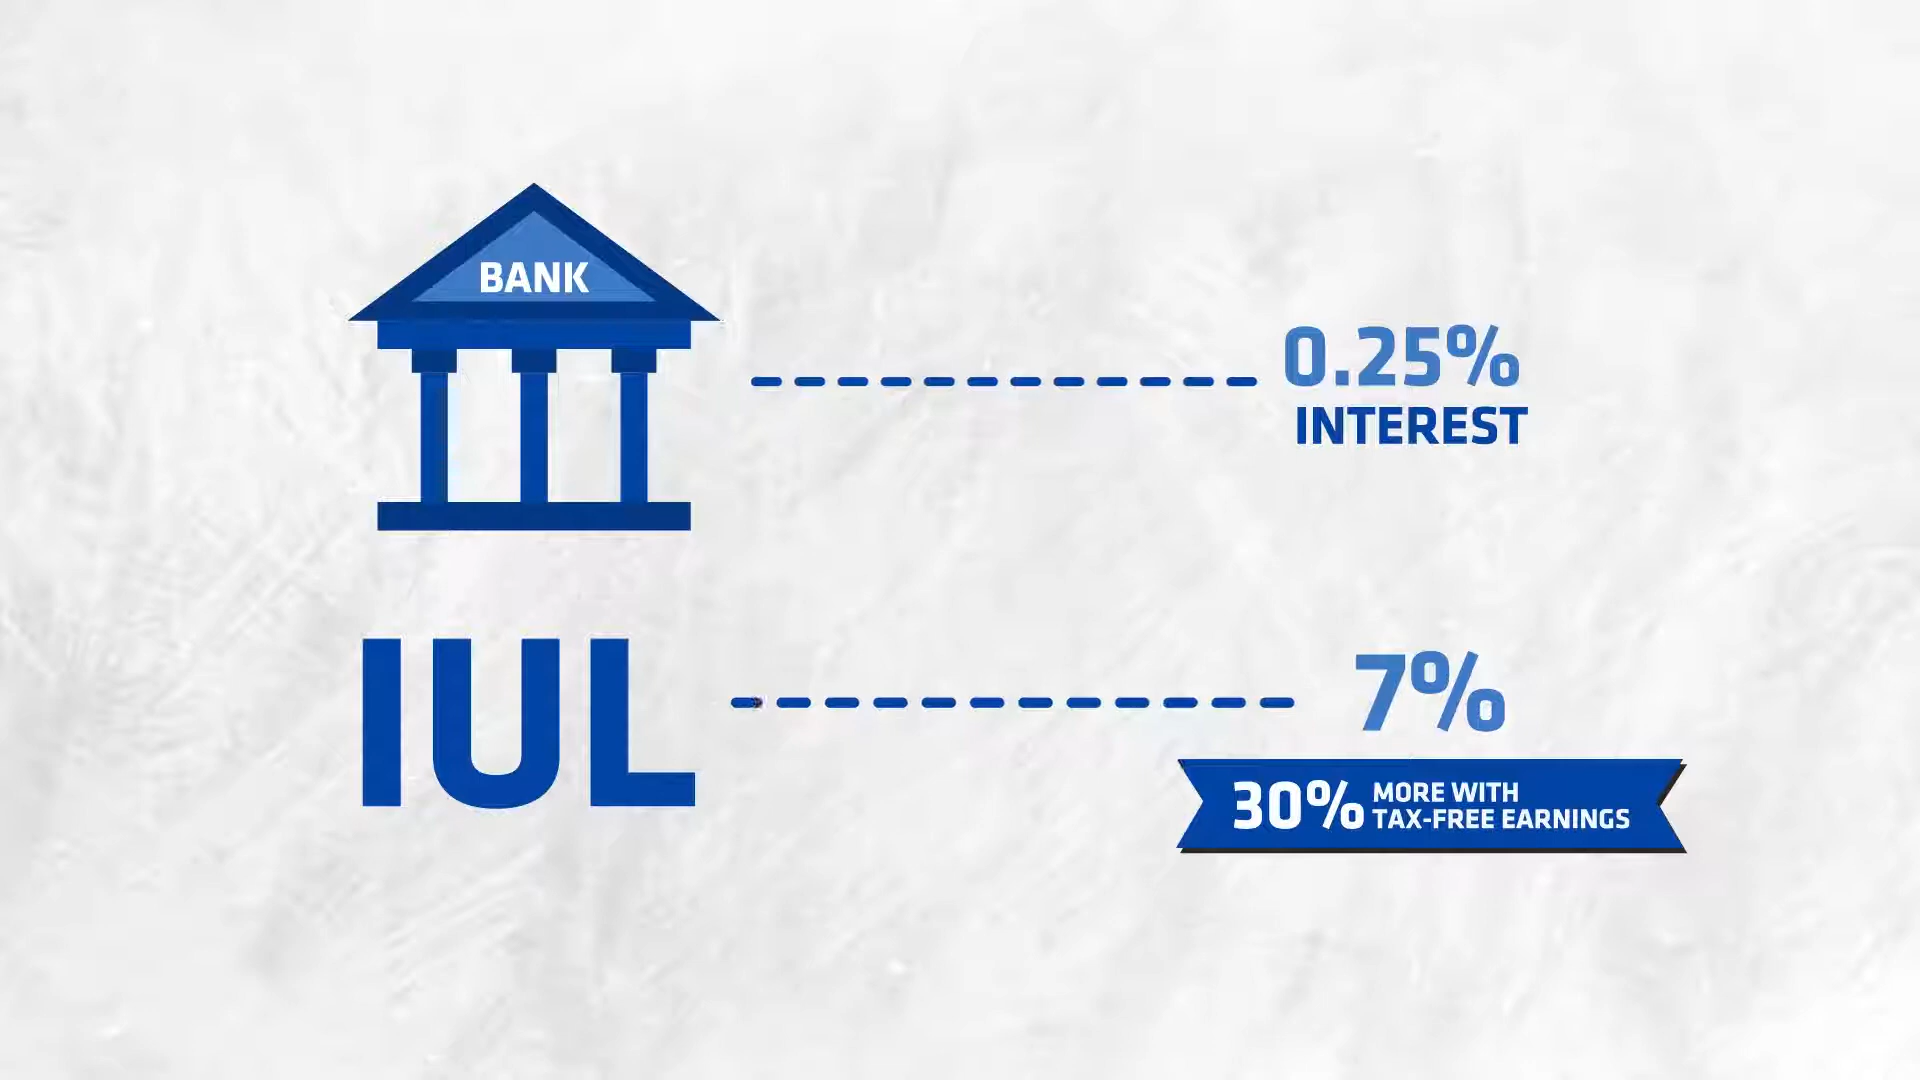 BANK
0.25%
INTEREST
IUL
7%
30% MORE WITH
TAX-FREE EARNINGS